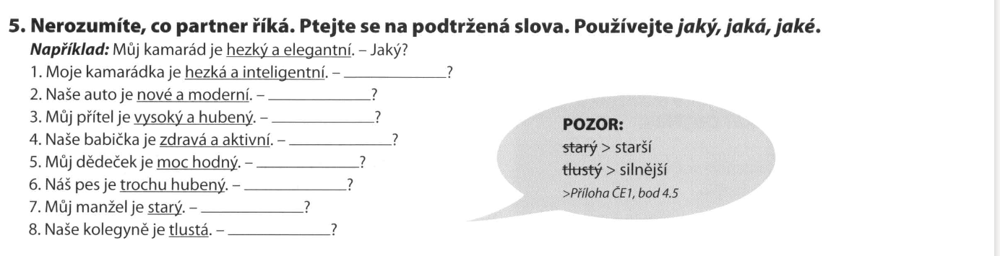 5. Nerozumíte, co partner říká. Ptejte se na podtržená slova. Používejte jaký, jaká, jaké.
Například: Můj kamarád je hezký a elegantní. – Jaký?
1. Moje kamarádka je hezká a inteligentní. – ____________?
2. Naše auto je nové a moderní. – ____________?
3. Můj přítel je vysoký a hubený. – ____________?
4. Naše babička je zdravá a aktivní. – ____________?
5. Můj dědeček je moc hodný. – ____________?
6. Náš pes je trochu hubený. – ____________?
7. Můj manžel je starý. – ____________?
8. Naše kolegyně je tlustá. – ____________?
POZOR:
starý > starší
tlustý > silnější
>Příloha ČE1, bod 4.5